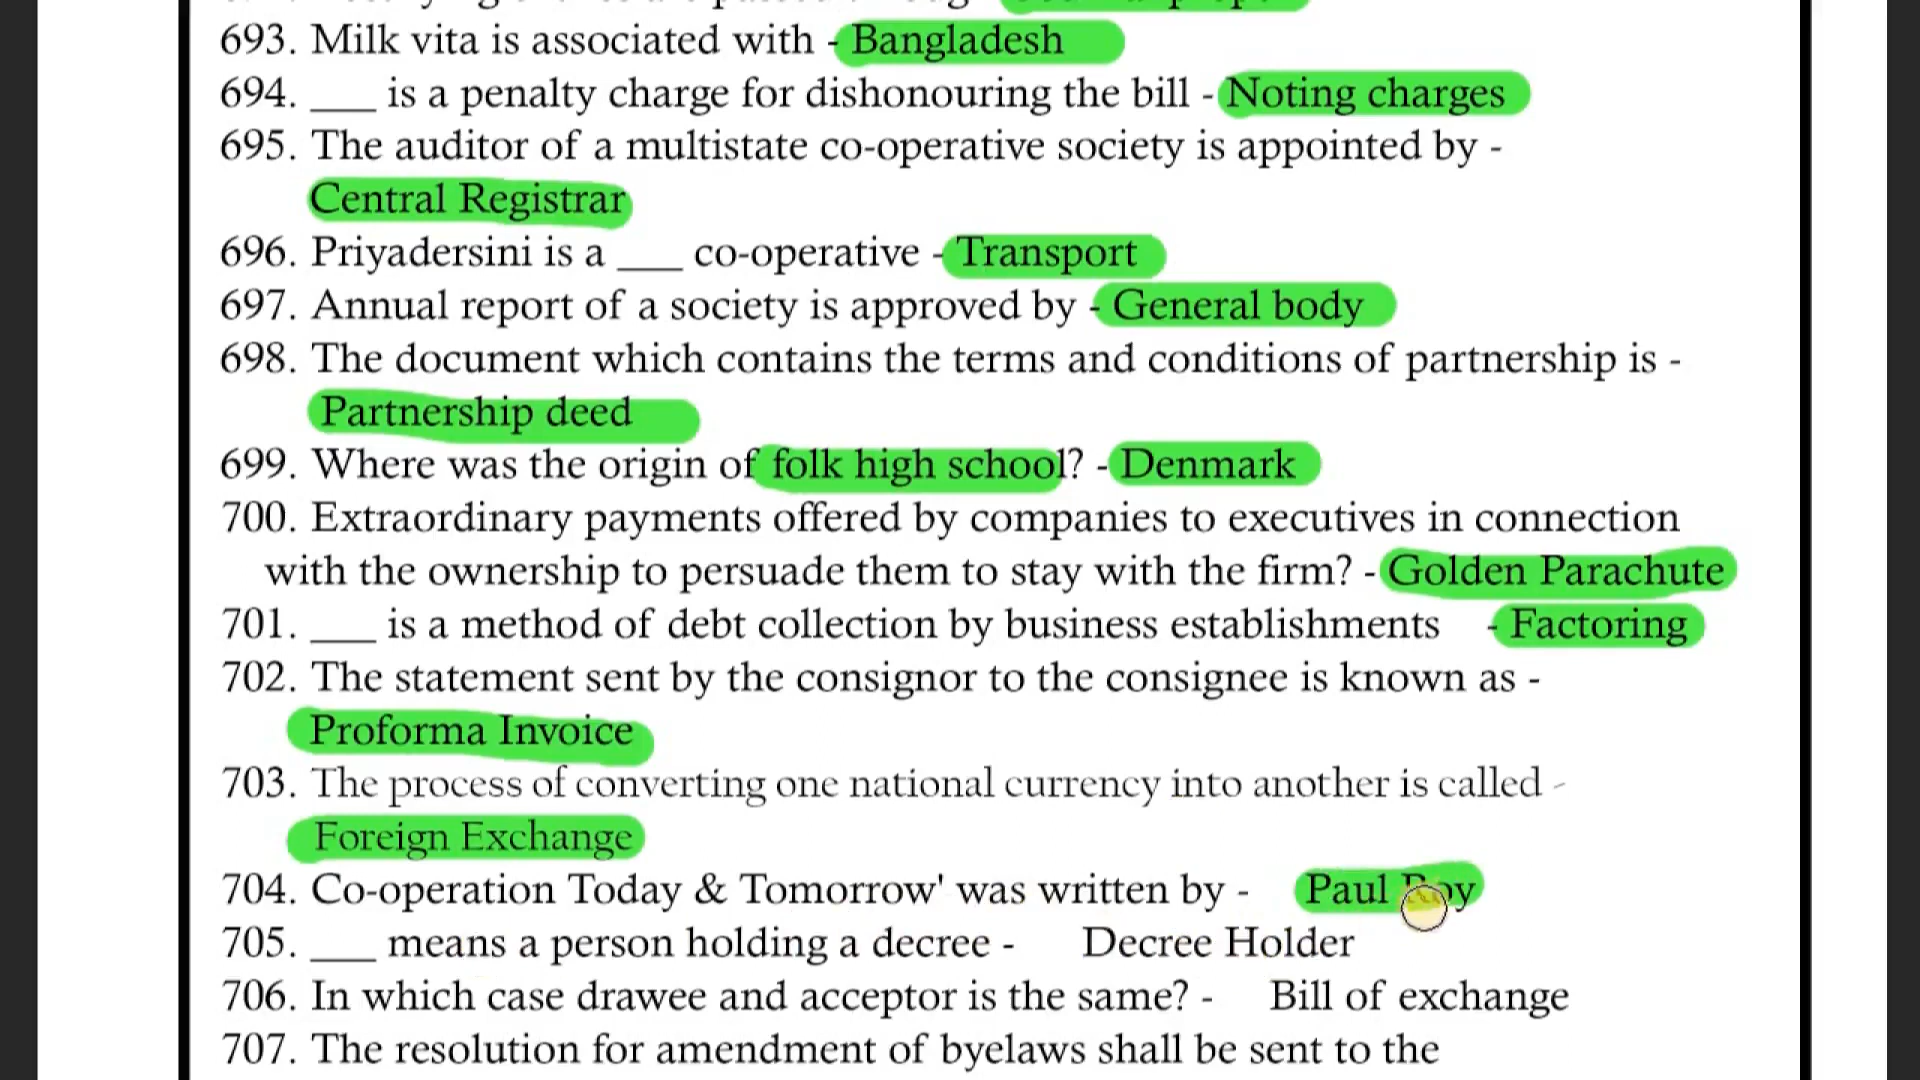 693. Milk vita is associated with - Bangladesh
694. ___ is a penalty charge for dishonouring the bill - Noting charges
695. The auditor of a multistate co-operative society is appointed by -
Central Registrar
696. Priyadersini is a ___ co-operative - Transport
697. Annual report of a society is approved by - General body
698. The document which contains the terms and conditions of partnership is -
Partnership deed
699. Where was the origin of folk high school? - Denmark
700. Extraordinary payments offered by companies to executives in connection
with the ownership to persuade them to stay with the firm? - Golden Parachute
701. ___ is a method of debt collection by business establishments - Factoring
702. The statement sent by the consignor to the consignee is known as -
Proforma Invoice
703. The process of converting one national currency into another is called -
Foreign Exchange
704. Co-operation Today & Tomorrow' was written by - Paul Roy
705. ___ means a person holding a decree - Decree Holder
706. In which case drawee and acceptor is the same? - Bill of exchange
707. The resolution for amendment of byelaws shall be sent to the